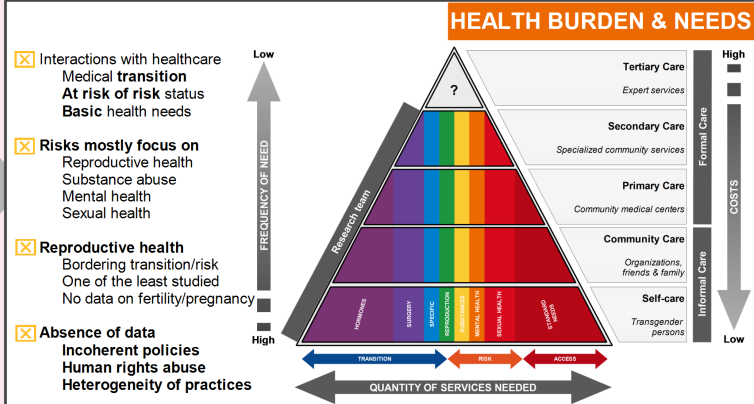 HEALTH BURDEN & NEEDS
Interactions with healthcare
Medical transition
At risk of risk status
Basic health needs
Risks mostly focus on
Reproductive health
Substance abuse
Mental health
Sexual health
Reproductive health
Bordering transition/risk
One of the least studied
No data on fertility/pregnancy
Absence of data
Incoherent policies
Human rights abuse
Heterogeneity of practices
Low
FREQUENCY OF NEED
High
Research team
?
HORMONES
SURGERY
SPECIFIC
REPRODUCTION
SUBSTANCES
MENTAL HEALTH
SEXUAL HEALTH
STANDARD
NEEDS
TRANSITION
RISK
ACCESS
QUANTITY OF SERVICES NEEDED
Tertiary Care
Expert services
Secondary Care
Specialized community services
Primary Care
Community medical centers
Community Care
Organizations,
friends & family
Self-care
Transgender
persons
Formal Care
Informal Care
High
COSTS
Low